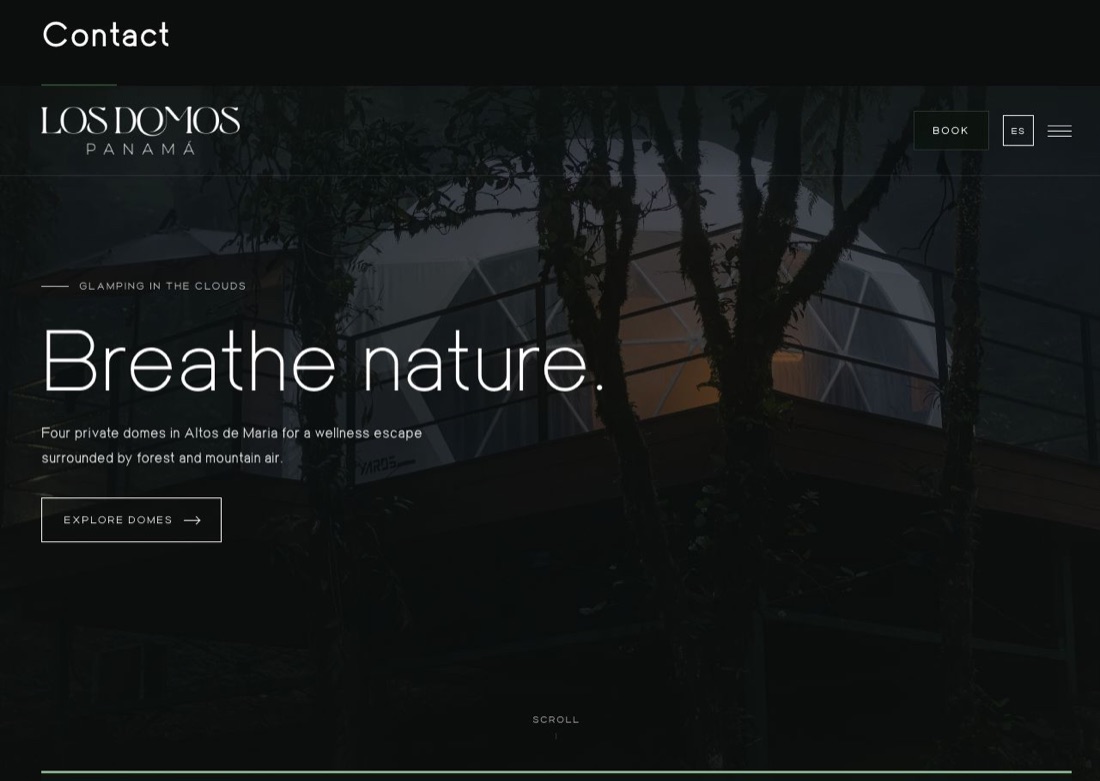 Contact
LOS DOMOS
PANAMÁ
BOOK
ES
GLAMPING IN THE CLOUDS
Breathe nature.
Four private domes in Altos de Maria for a wellness escape
surrounded by forest and mountain air.
EXPLORE DOMES
SCROLL